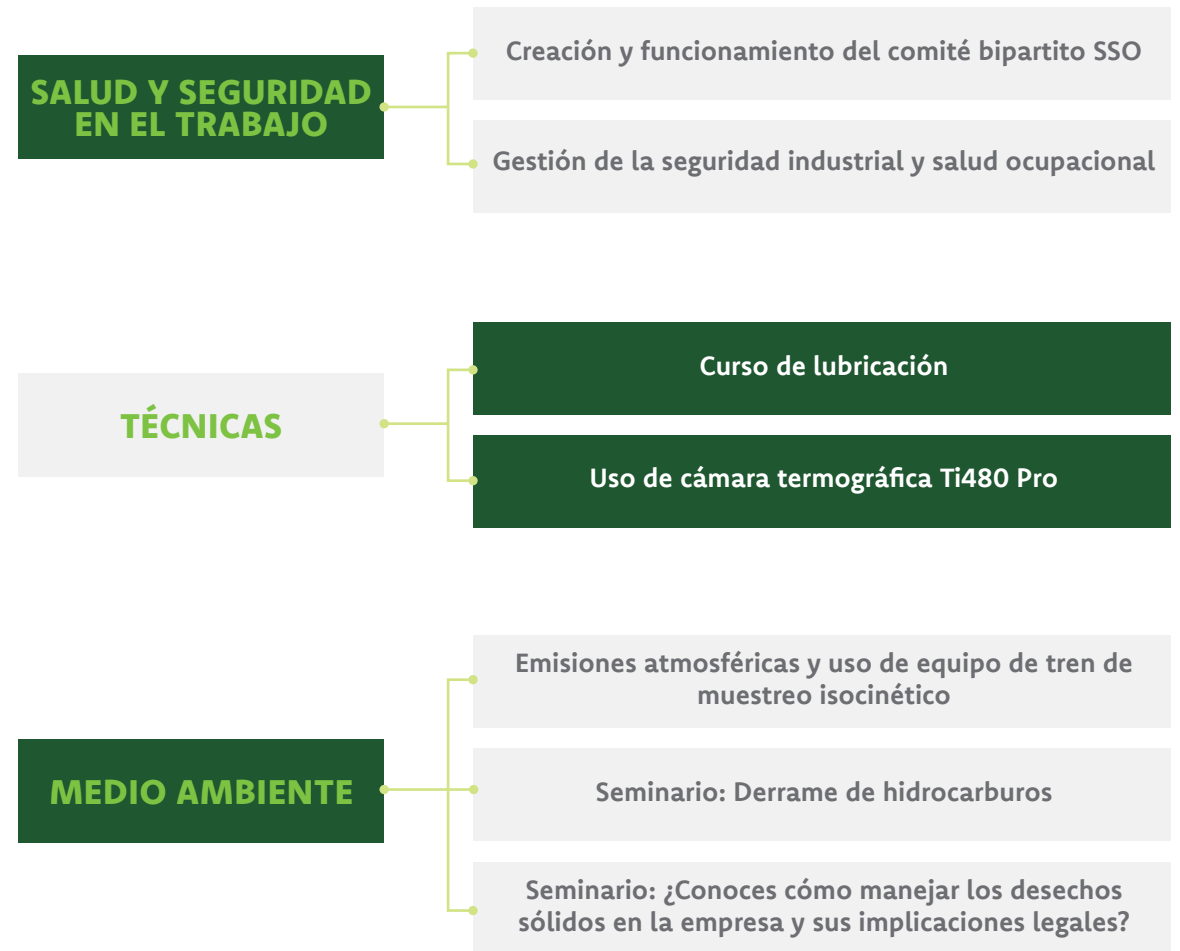 SALUD Y SEGURIDAD
EN EL TRABAJO
Creación y funcionamiento del comité bipartito SSO
Gestión de la seguridad industrial y salud ocupacional
TÉCNICAS
Curso de lubricación
Uso de cámara termográfica Ti480 Pro
MEDIO AMBIENTE
Emisiones atmosféricas y uso de equipo de tren de
muestreo isocinético
Seminario: Derrame de hidrocarburos
Seminario: ¿Conoces cómo manejar los desechos
sólidos en la empresa y sus implicaciones legales?